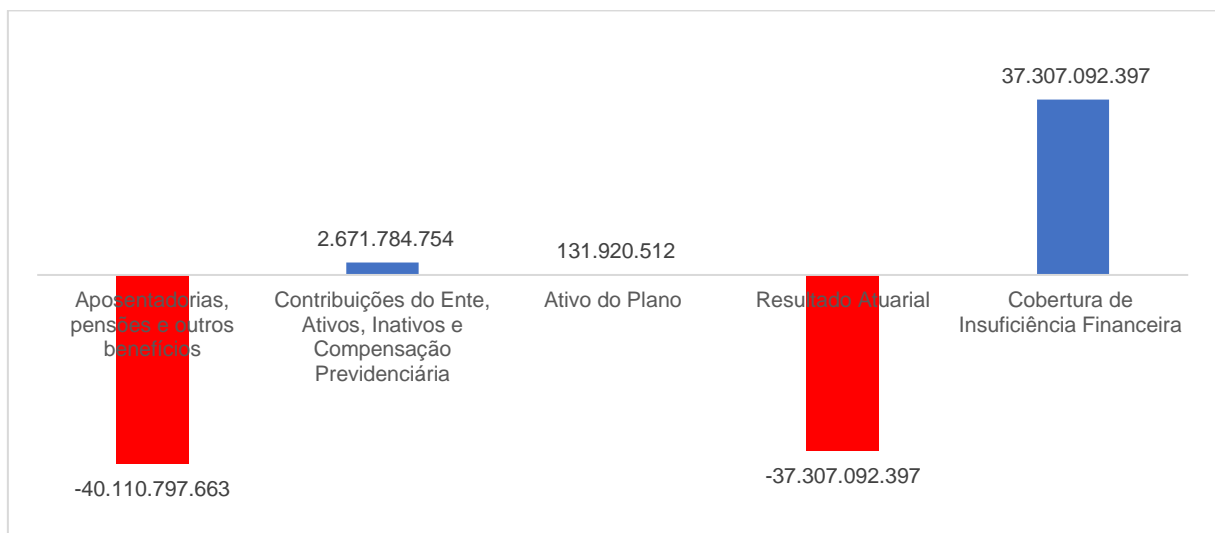 37.307.092.397
2.671.784.754
131.920.512
Aposentadorias,
pensões e outros
benefícios
Contribuições do Ente,
Ativos, Inativos e
Compensação
Previdenciária
Ativo do Plano
Resultado Atuarial
Cobertura de
Insuficiência Financeira
-40.110.797.663
-37.307.092.397